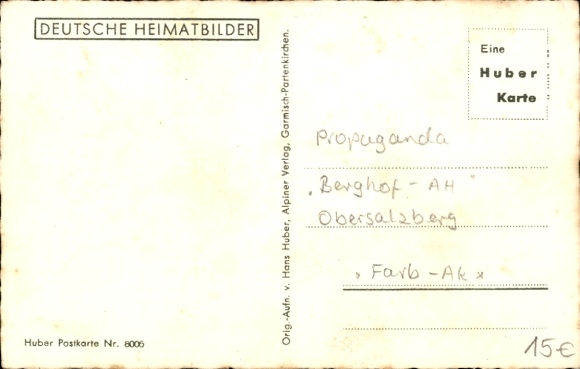 DEUTSCHE HEIMATBILDER
Huber Postkarte Nr. 8006
Orig.-Aufn. v. Hans Huber, Alpiner Verlag, Garmisch-Partenkirchen.
Eine
Huber
Karte
Propaganda
"Berghof - AH"
Obersalzberg
"Farb-Ak"
15€